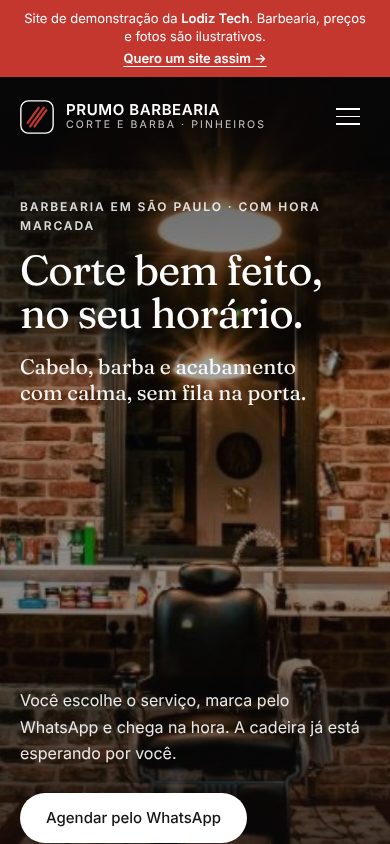 Site de demonstração da Lodiz Tech. Barbearia, preços
e fotos são ilustrativos.
Quero um site assim →
PRUMO BARBEARIA
CORTE E BARBA · PINHEIROS
BARBEARIA EM SÃO PAULO · COM HORA
MARCADA
Corte bem feito,
no seu horário.
Cabelo, barba e acabamento
com calma, sem fila na porta.
Você escolhe o serviço, marca pelo
WhatsApp e chega na hora. A cadeira já está
esperando por você.
Agendar pelo WhatsApp